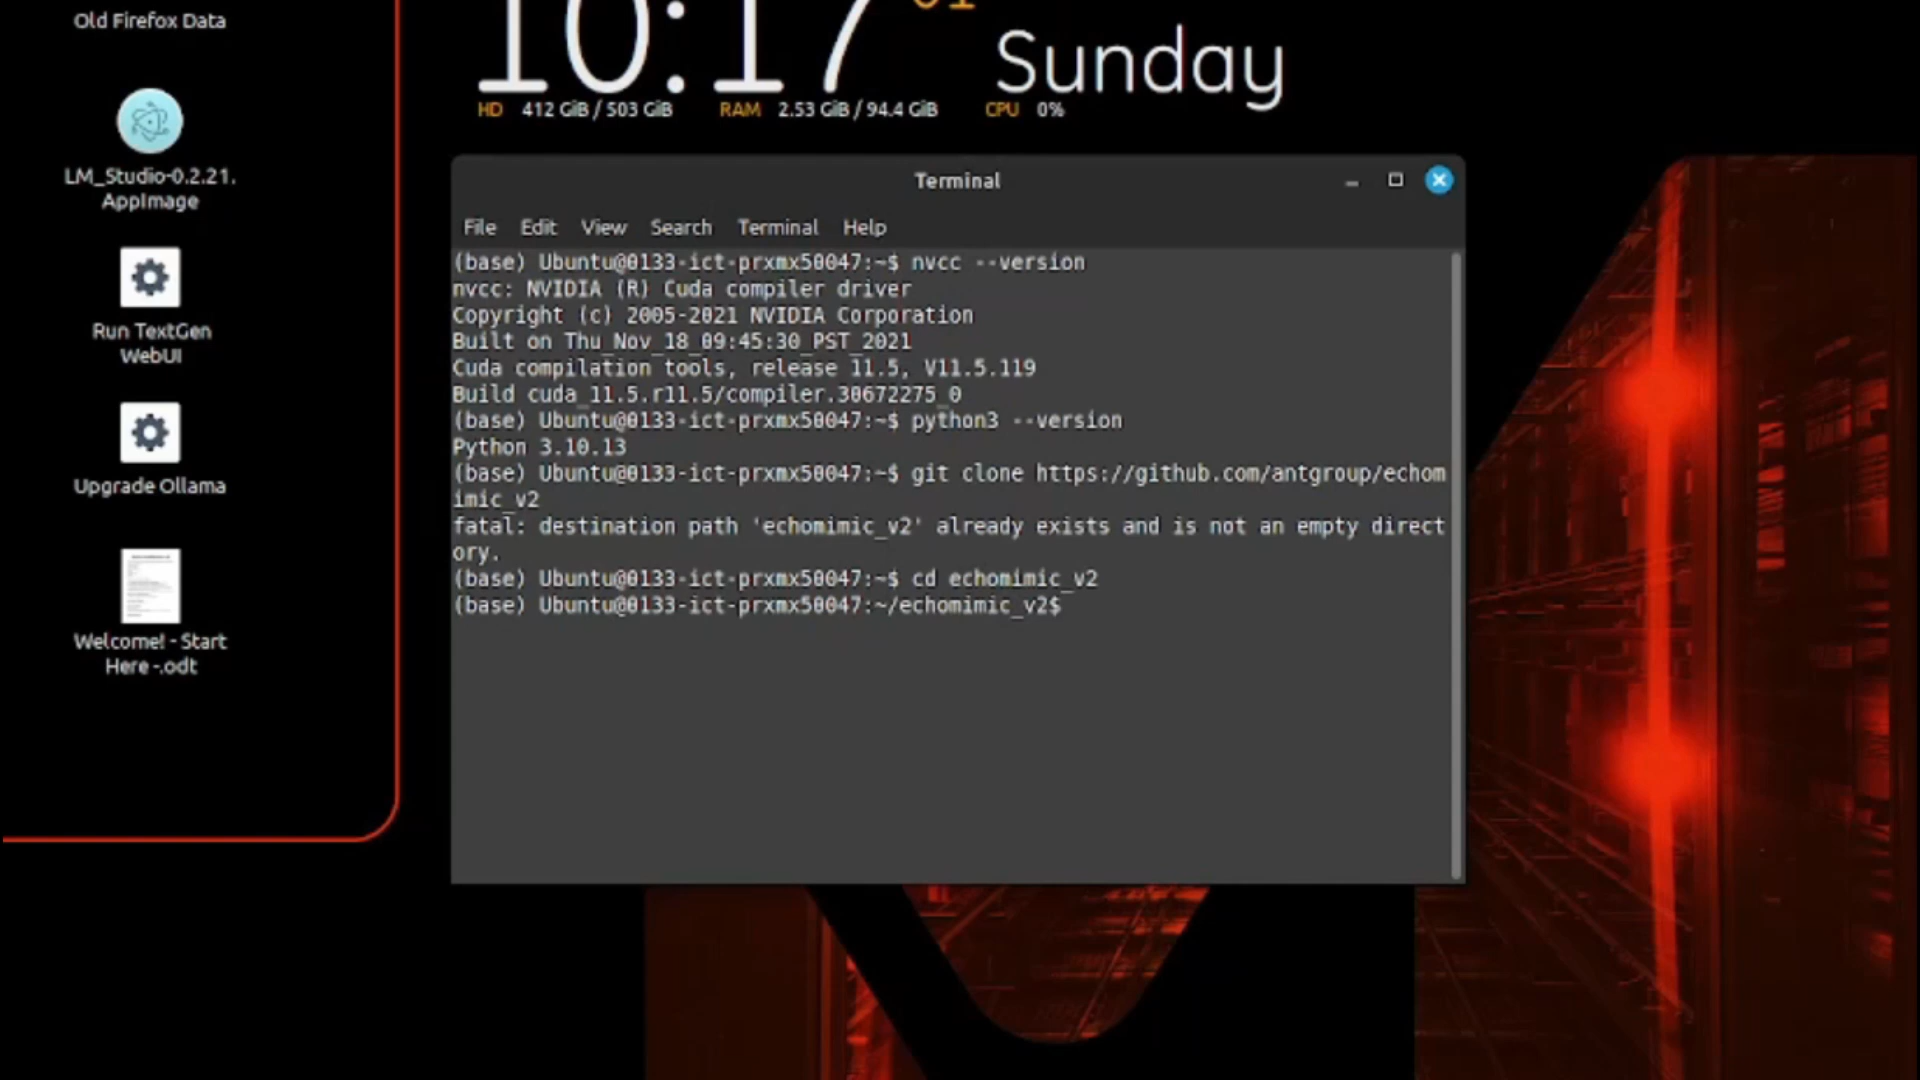 Old Firefox Data
LM_Studio-0.2.21.
AppImage
Run TextGen
WebUI
Upgrade Ollama
Welcome! - Start
Here -.odt
10:17
01
Sunday
HD 412 GiB / 503 GiB RAM 2.53 GiB / 94.4 GiB CPU 0%
Terminal
File Edit View Search Terminal Help
(base) Ubuntu@0133-ict-prxmx50047:~$ nvcc --version
nvcc: NVIDIA (R) Cuda compiler driver
Copyright (c) 2005-2021 NVIDIA Corporation
Built on Thu_Nov_18_09:45:30_PST_2021
Cuda compilation tools, release 11.5, V11.5.119
Build cuda_11.5.r11.5/compiler.30672275_0
(base) Ubuntu@0133-ict-prxmx50047:~$ python3 --version
Python 3.10.13
(base) Ubuntu@0133-ict-prxmx50047:~$ git clone https://github.com/antgroup/echom
imic_v2
fatal: destination path 'echomimic_v2' already exists and is not an empty direct
ory.
(base) Ubuntu@0133-ict-prxmx50047:~$ cd echomimic_v2
(base) Ubuntu@0133-ict-prxmx50047:~/echomimic_v2$